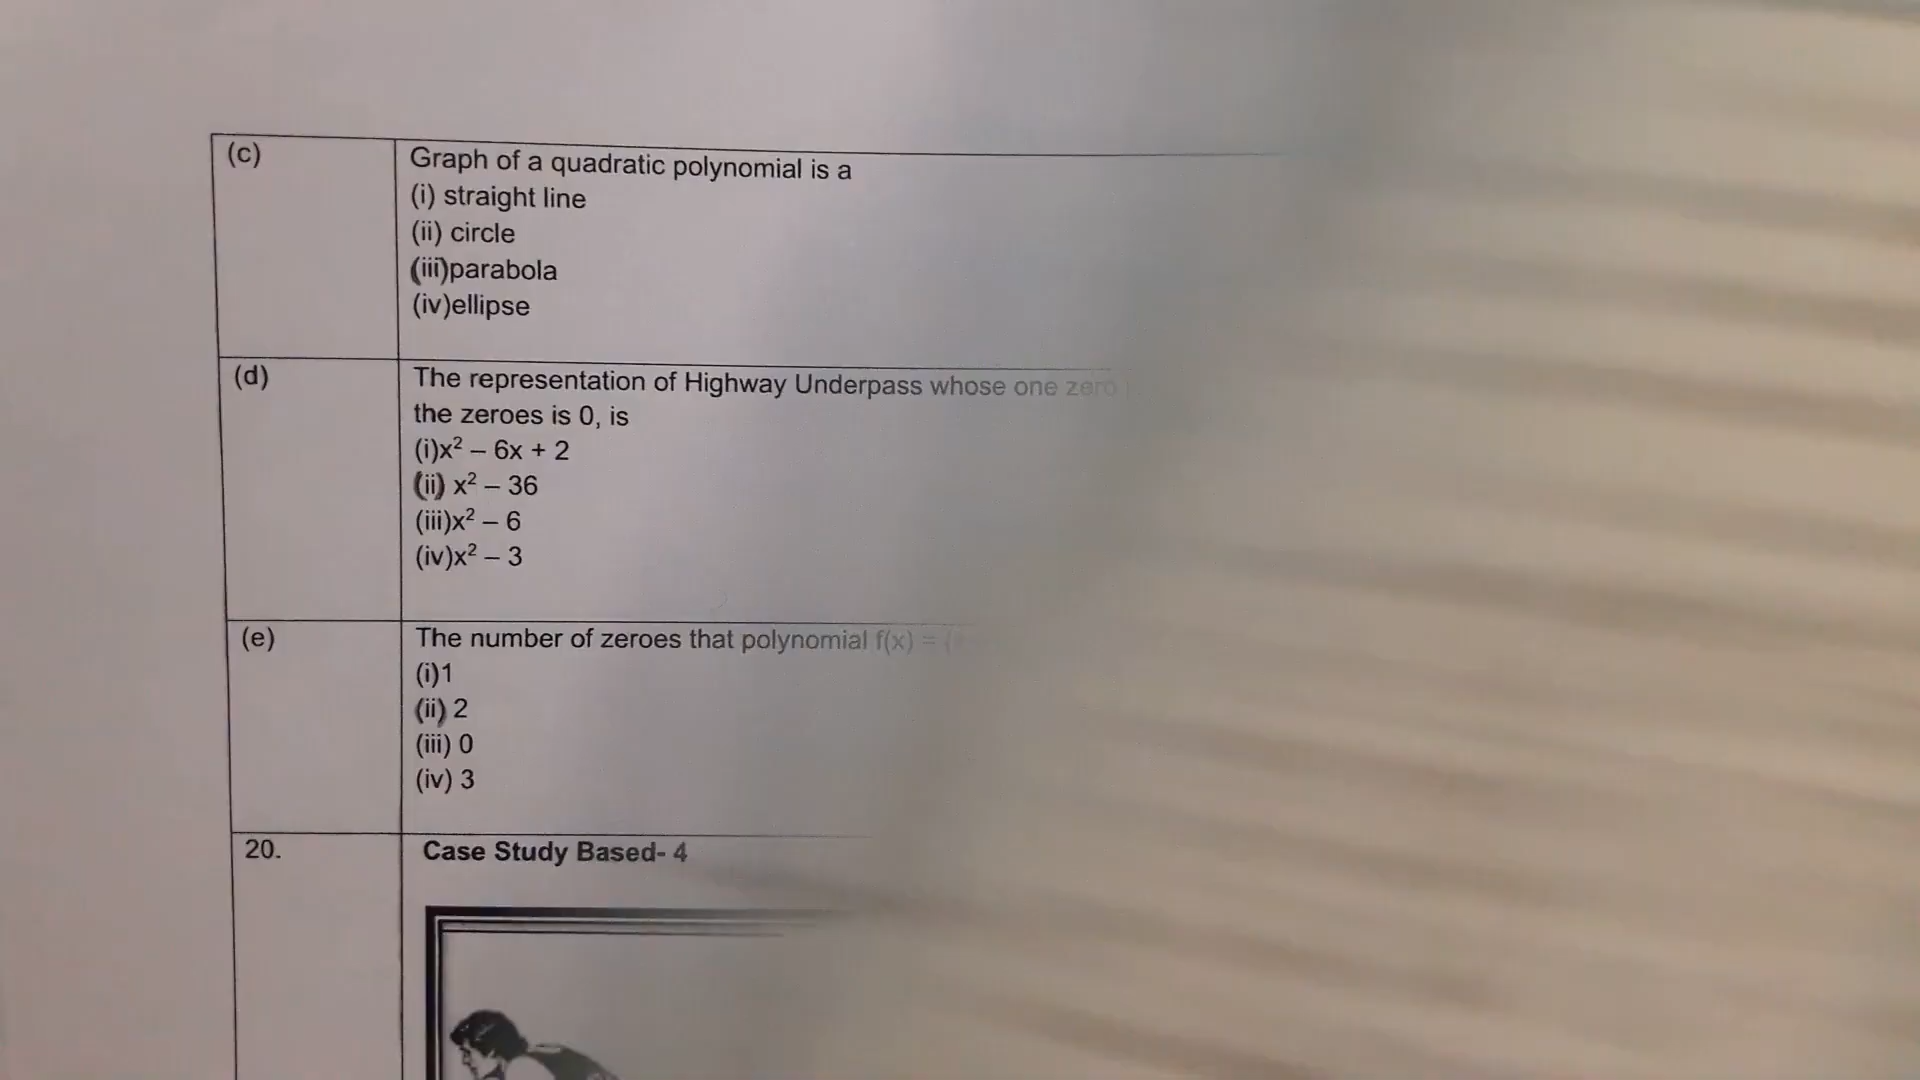 (c)
Graph of a quadratic polynomial is a
(i) straight line
(ii) circle
(iii)parabola
(iv)ellipse
(d)
The representation of Highway Underpass whose one zero
the zeroes is 0, is
(i)x² – 6x + 2
(ii) x² – 36
(iii)x² – 6
(iv)x² – 3
(e)
The number of zeroes that polynomial f(x) =
(i)1
(ii) 2
(iii) 0
(iv) 3
20.
Case Study Based- 4